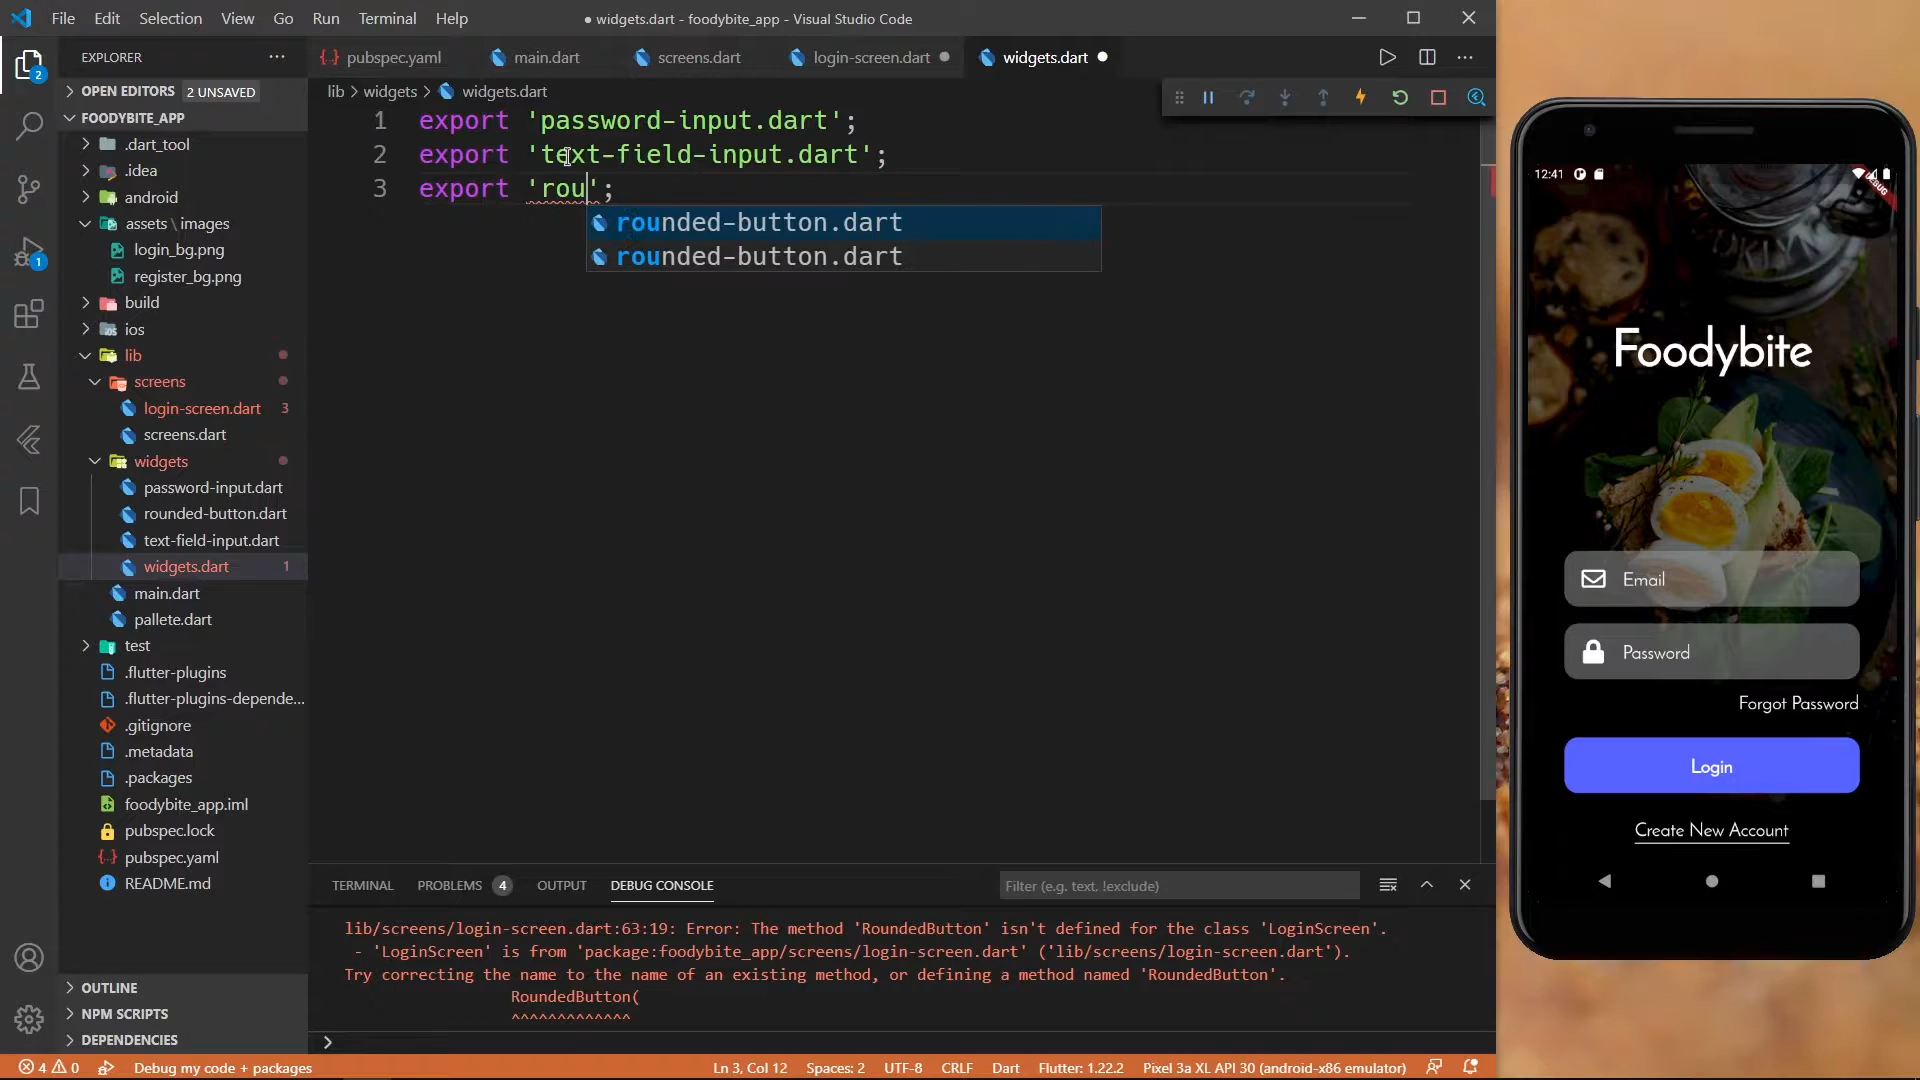 File Edit Selection View Go Run Terminal Help
● widgets.dart - foodybite_app - Visual Studio Code
EXPLORER
pubspec.yaml
main.dart
screens.dart
login-screen.dart
widgets.dart
OPEN EDITORS 2 UNSAVED
FOODYBITE_APP
.dart_tool
.idea
android
assets \ images
login_bg.png
register_bg.png
build
ios
lib
screens
login-screen.dart 3
screens.dart
widgets
password-input.dart
rounded-button.dart
text-field-input.dart
widgets.dart 1
main.dart
pallete.dart
test
.flutter-plugins
.flutter-plugins-depende...
.gitignore
.metadata
.packages
foodybite_app.iml
pubspec.lock
pubspec.yaml
README.md
OUTLINE
NPM SCRIPTS
DEPENDENCIES
2
1
lib > widgets > widgets.dart
1 export 'password-input.dart';
2 export 'text-field-input.dart';
3 export 'rou';
rounded-button.dart
rounded-button.dart
TERMINAL PROBLEMS 4 OUTPUT DEBUG CONSOLE
Filter (e.g. text, !exclude)
lib/screens/login-screen.dart:63:19: Error: The method 'RoundedButton' isn't defined for the class 'LoginScreen'.
- 'LoginScreen' is from 'package:foodybite_app/screens/login-screen.dart' ('lib/screens/login-screen.dart').
Try correcting the name to the name of an existing method, or defining a method named 'RoundedButton'.
RoundedButton(
^^^^^^^^^^^^^
4 0 Debug my code + packages
Ln 3, Col 12 Spaces: 2 UTF-8 CRLF Dart Flutter: 1.22.2 Pixel 3a XL API 30 (android-x86 emulator)
12:41
DEBUG
Foodybite
Email
Password
Forgot Password
Login
Create New Account